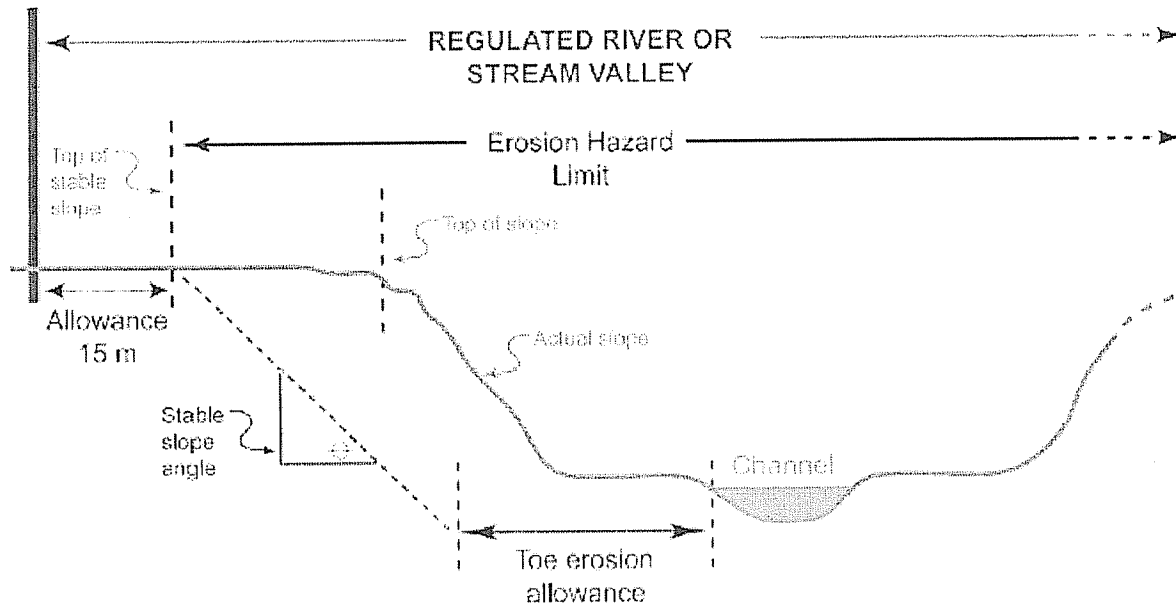 REGULATED RIVER OR
STREAM VALLEY
Erosion Hazard
Limit
Top of
stable
slope
Top of slope
Allowance
15 m
Actual slope
Stable
slope
angle
Channel
Toe erosion
allowance